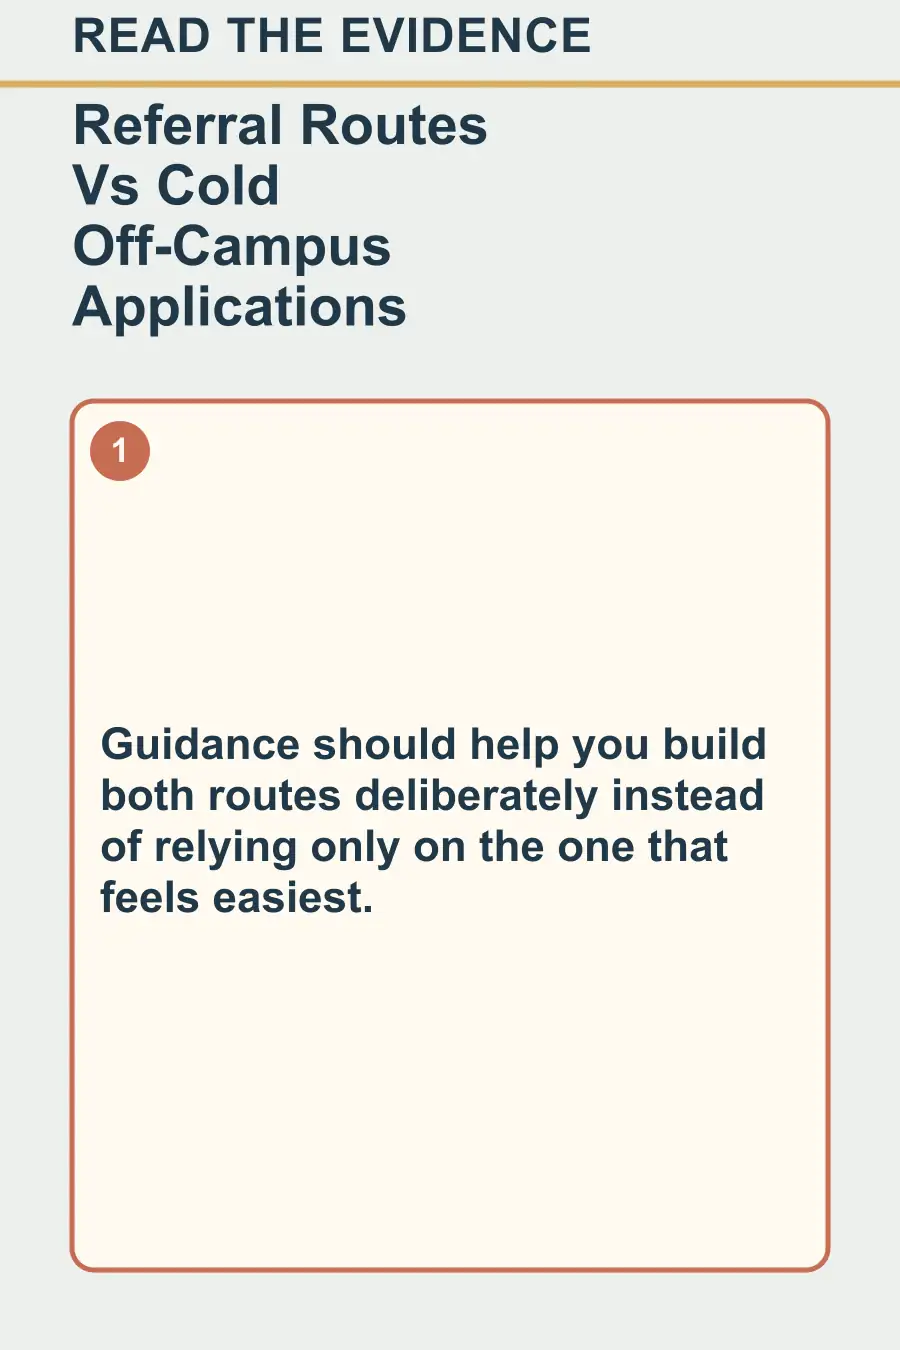 READ THE EVIDENCE
Referral Routes
Vs Cold
Off-Campus
Applications
1
Guidance should help you build
both routes deliberately instead
of relying only on the one that
feels easiest.